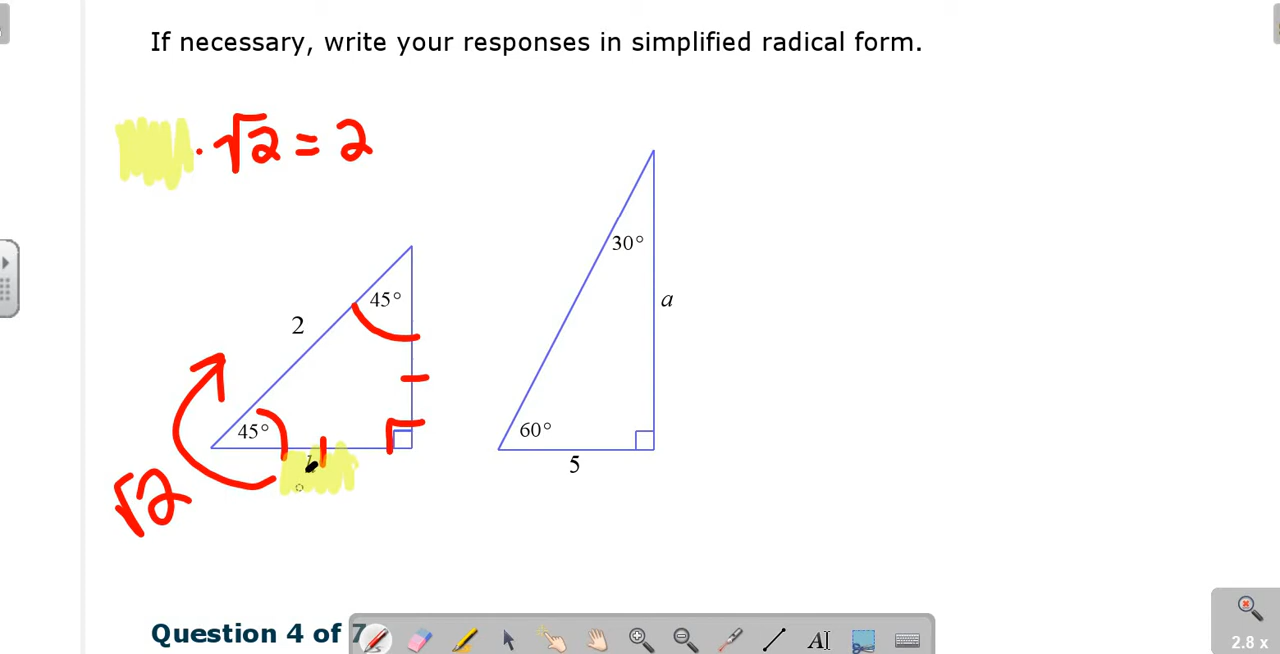 If necessary, write your responses in simplified radical form.
· √2 = 2
30°
45°
a
2
45°
60°
5
√2
Question 4 of 7
A
2.8 x